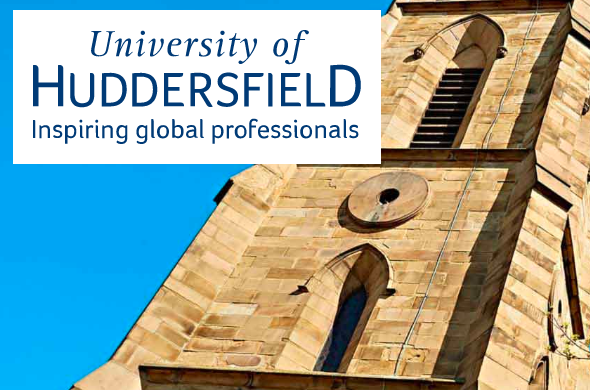 University of
HUDDERSFIELD
Inspiring global professionals